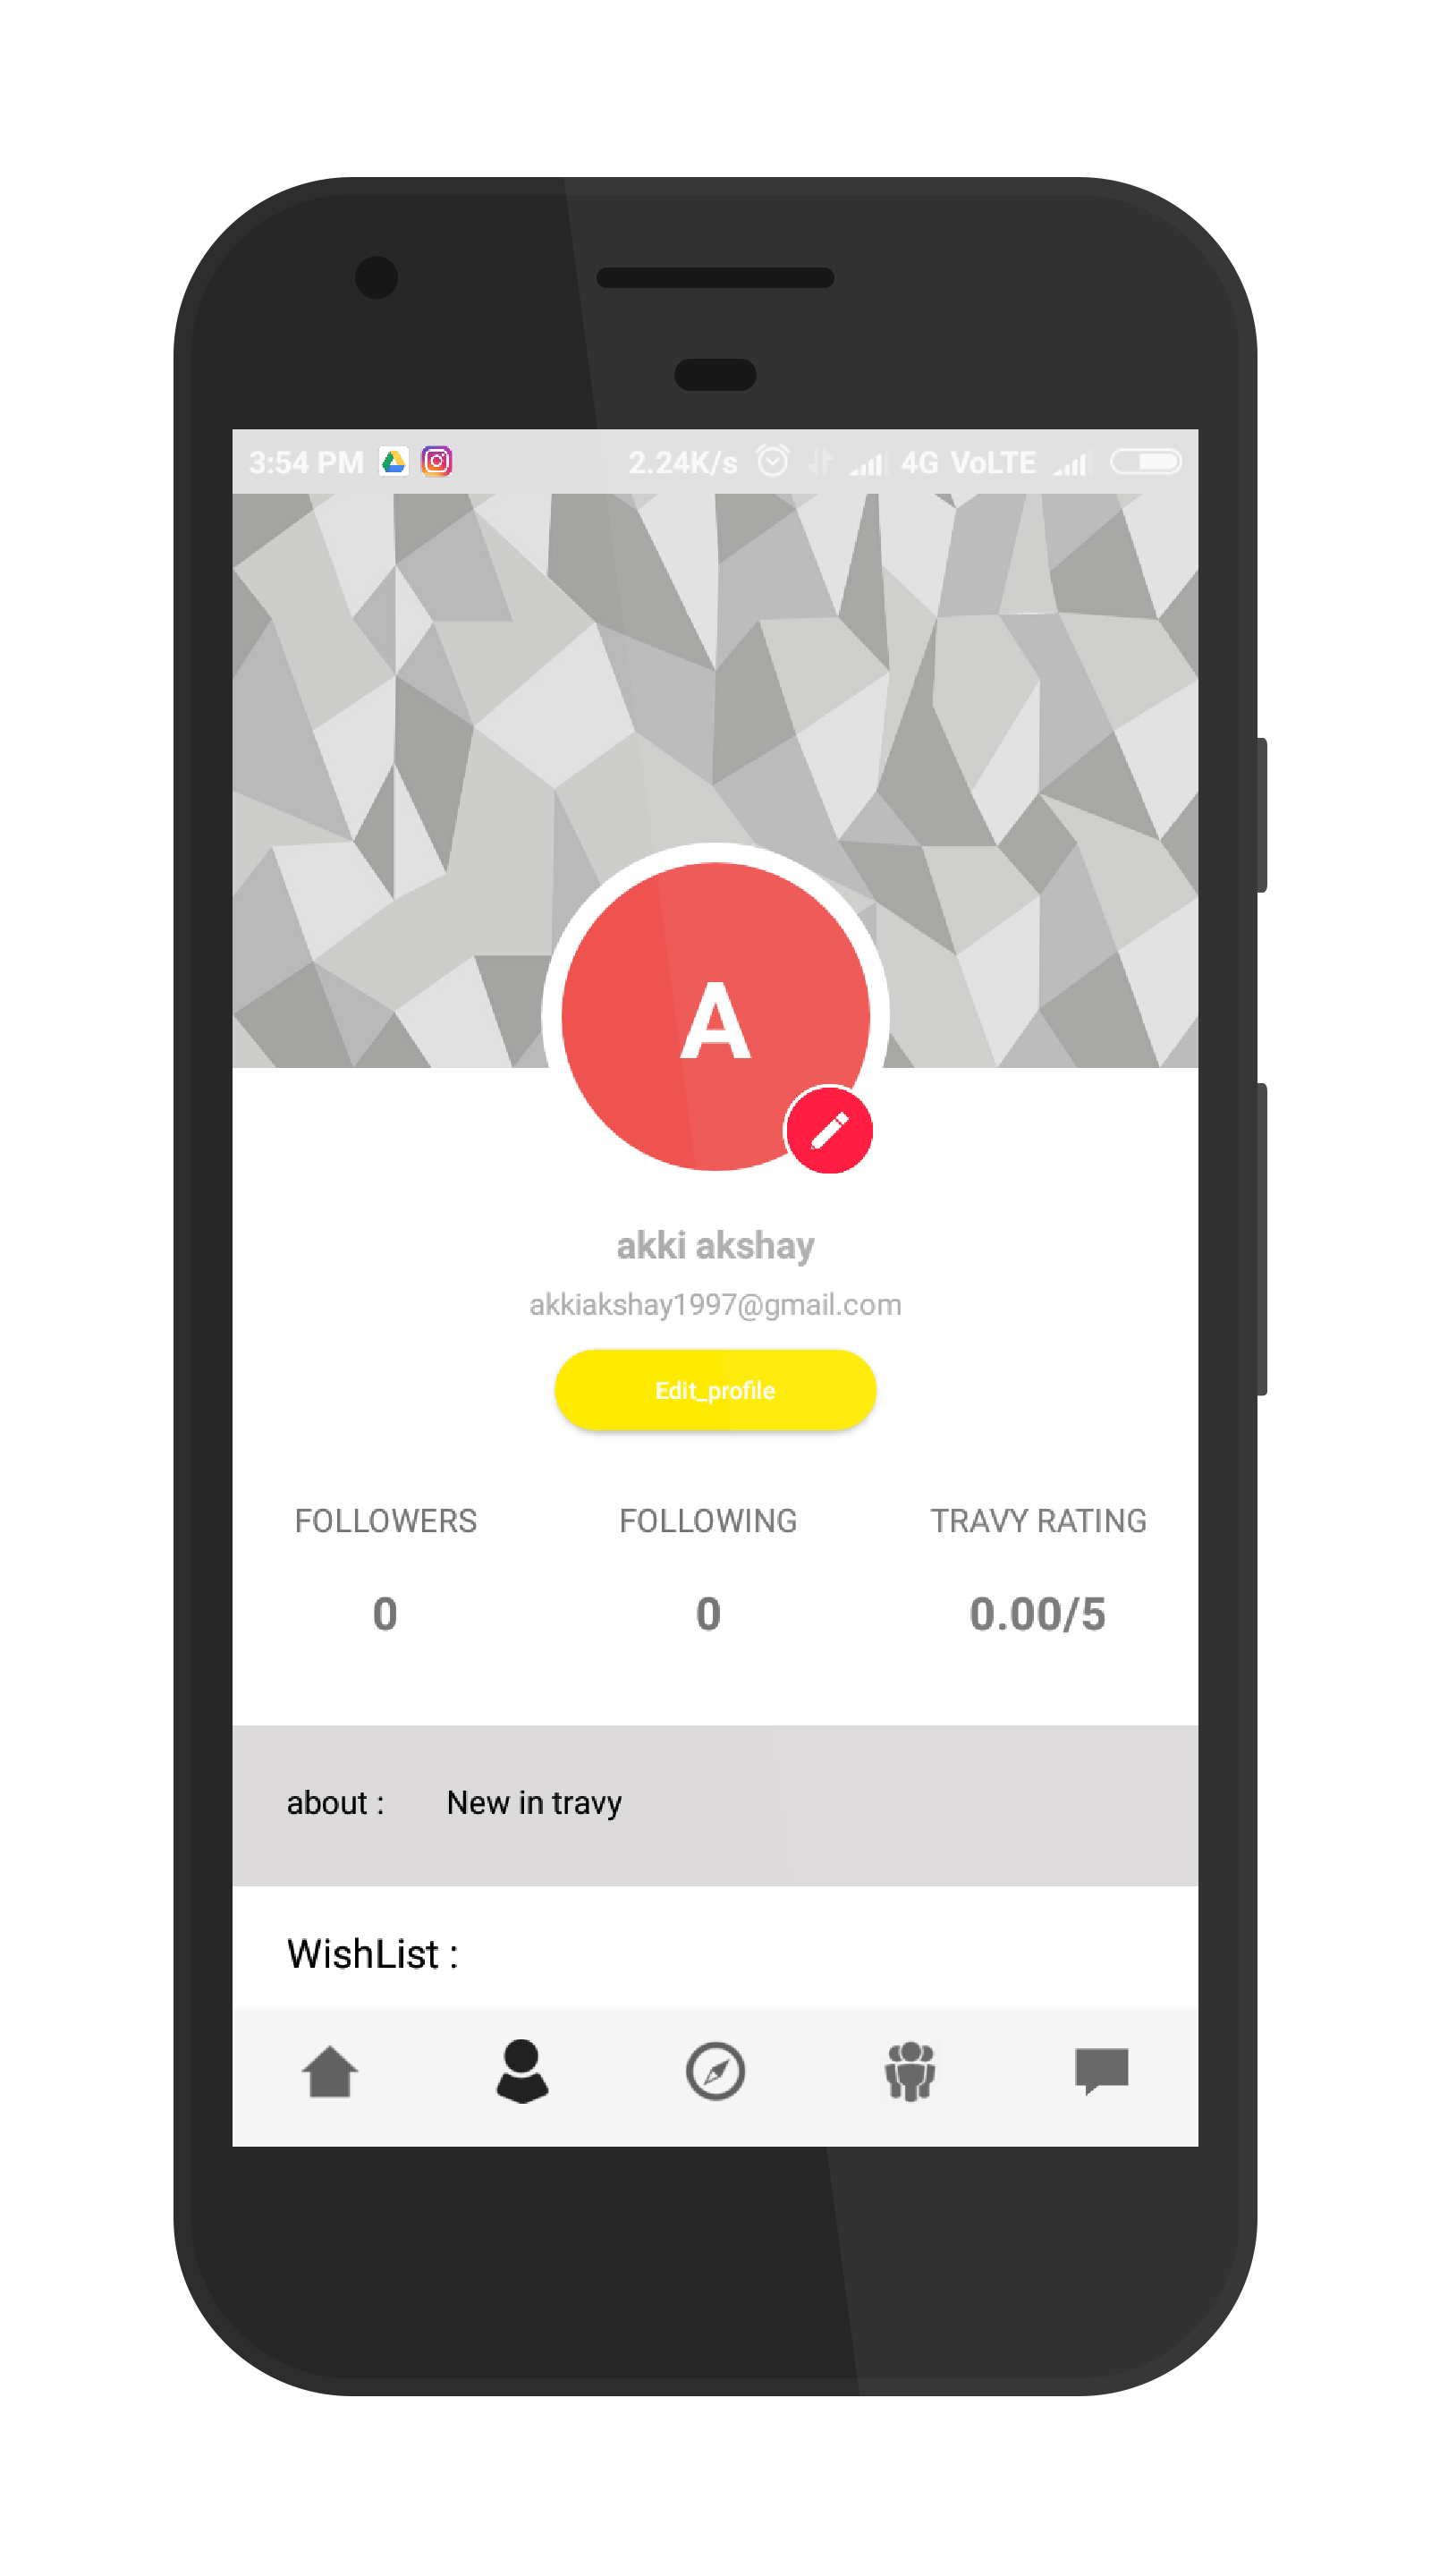 3:54 PM 2.24K/s 4G VoLTE
A
akki akshay
akkiakshay1997@gmail.com
Edit_profile
FOLLOWERS FOLLOWING TRAVY RATING
0 0 0.00/5
about : New in travy
WishList :